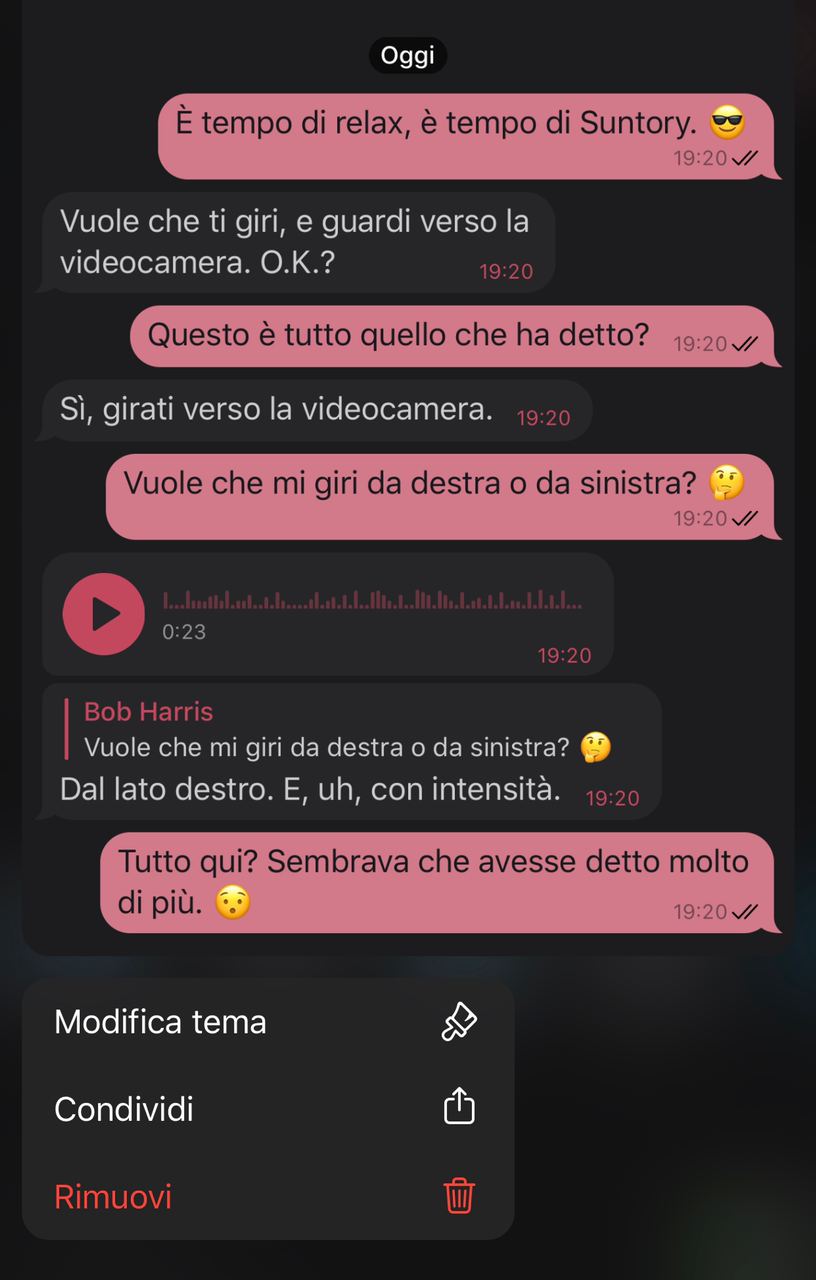 Oggi
È tempo di relax, è tempo di Suntory. 😎
19:20
Vuole che ti giri, e guardi verso la
videocamera. O.K.?
19:20
Questo è tutto quello che ha detto? 19:20
Sì, girati verso la videocamera. 19:20
Vuole che mi giri da destra o da sinistra? 🤔
19:20
0:23
19:20
Bob Harris
Vuole che mi giri da destra o da sinistra? 🤔
Dal lato destro. E, uh, con intensità. 19:20
Tutto qui? Sembrava che avesse detto molto
di più. 😯
19:20
Modifica tema
Condividi
Rimuovi